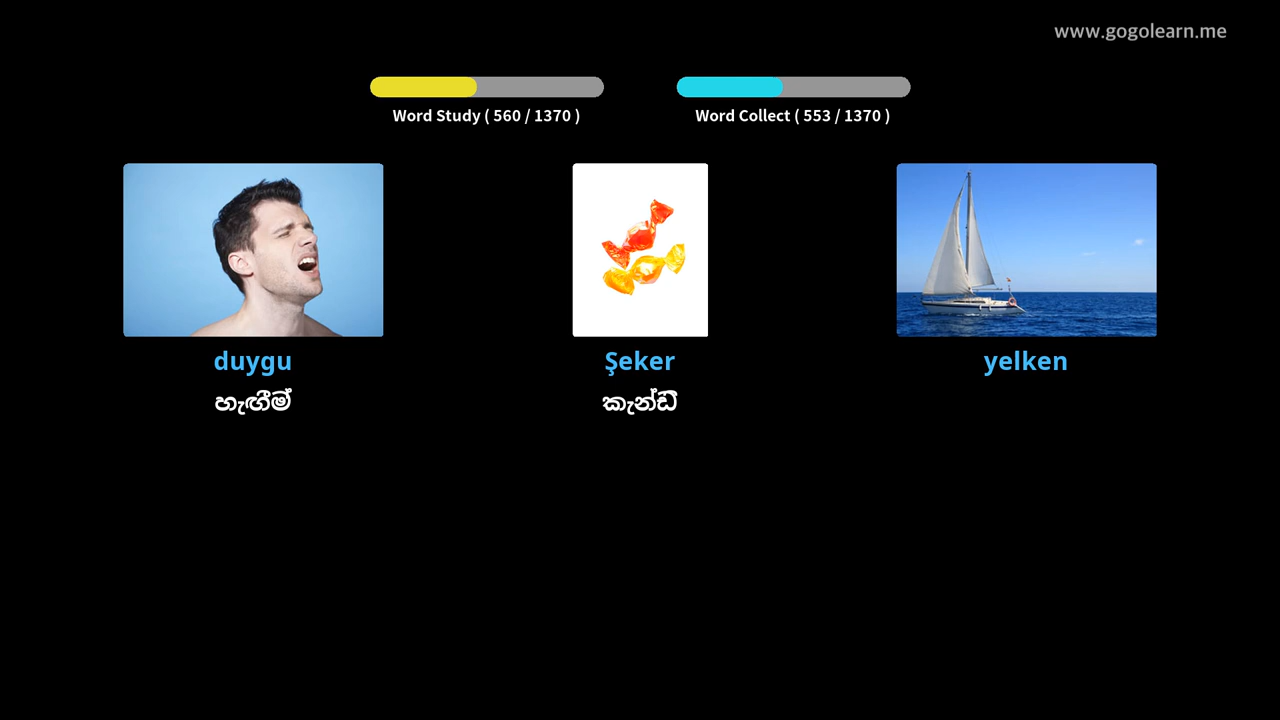 www.gogolearn.me
Word Study ( 560 / 1370 )
Word Collect ( 553 / 1370 )
duygu
Şeker
yelken
හැඟීම්
කැන්ඩි